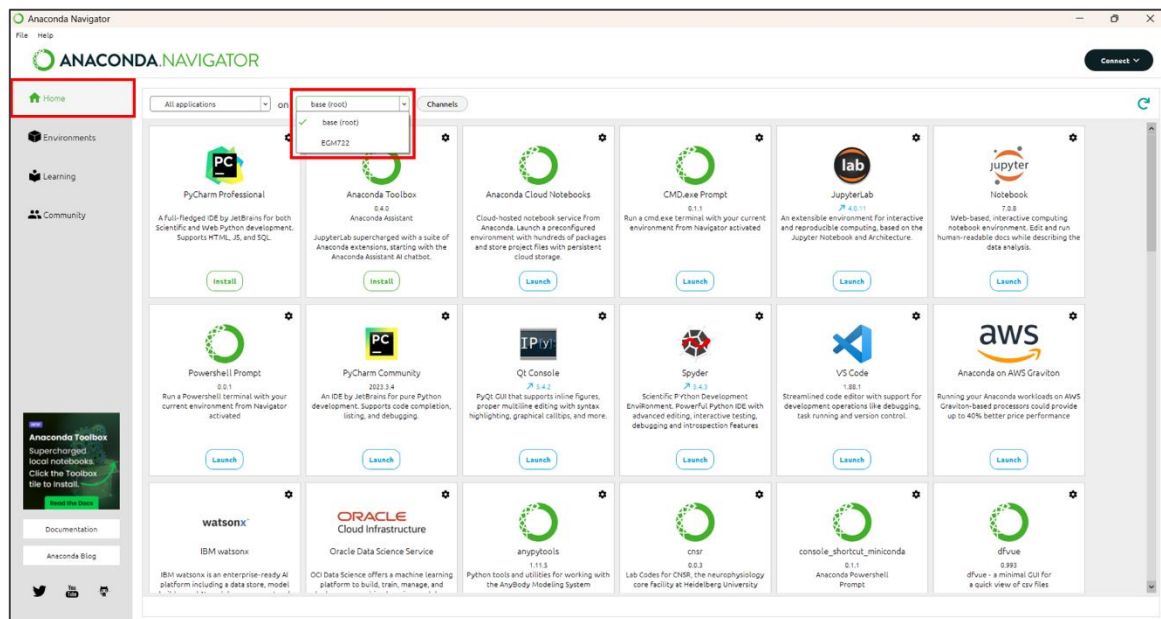 Anaconda Navigator
File Help
ANACONDA.NAVIGATOR
Connect
Home
Environments
Learning
Community
All applications
on
base (root)
Channels
base (root)
EGM722
PC
PyCharm Professional
A full-fledged IDE by JetBrains for both
Scientific and Web Python development.
Supports HTML, JS, and SQL.
Install
Anaconda Toolbox
0.4.0
Anaconda Assistant
JupyterLab supercharged with a suite of
Anaconda extensions, starting with the
Anaconda Assistant AI chatbot.
Install
Anaconda Cloud Notebooks
Cloud-hosted notebook service from
Anaconda. Launch a preconfigured
environment with hundreds of packages
and store project files with persistent
cloud storage.
Launch
CMD.exe Prompt
0.1.1
Run a cmd.exe terminal with your current
environment from Navigator activated
Launch
lab
JupyterLab
4.0.11
An extensible environment for interactive
and reproducible computing, based on the
Jupyter Notebook and Architecture.
Launch
jupyter
Notebook
7.0.8
Web-based, interactive computing
notebook environment. Edit and run
human-readable docs while describing the
data analysis.
Launch
Powershell Prompt
0.0.1
Run a Powershell terminal with your
current environment from Navigator
activated
Launch
PC
PyCharm Community
2023.3.4
An IDE by JetBrains for pure Python
development. Supports code completion,
listing, and debugging.
Launch
IP[y]:
Qt Console
5.4.2
PyQt GUI that supports inline figures,
proper multiline editing with syntax
highlighting, graphical calltips, and more.
Launch
Spyder
5.4.3
Scientific PYthon Development
EnviRonment. Powerful Python IDE with
advanced editing, interactive testing,
debugging and introspection features
Launch
VS Code
1.88.1
Streamlined code editor with support for
development operations like debugging,
task running and version control.
Launch
aws
Anaconda on AWS Graviton
Running your Anaconda workloads on AWS
Graviton-based processors could provide
up to 40% better price performance
Launch
watsonx
IBM watsonx
IBM watsonx is an enterprise-ready AI
platform including a data store, model
ORACLE
Cloud Infrastructure
Oracle Data Science Service
OCI Data Science offers a machine learning
platform to build, train, manage, and
anypytools
1.11.3
Python tools and utilities for working with
the AnyBody Modeling System
cnsr
0.0.3
Lab Codes for CNSR, the neurophysiology
core facility at Heidelberg University
console_shortcut_miniconda
0.1.1
Anaconda Powershell
Prompt
dfvue
0.993
dfvue - a minimal GUI for
a quick view of csv files
NEW
Anaconda Toolbox
Supercharged
local notebooks.
Click the Toolbox
tile to install.
Read the Docs
Documentation
Anaconda Blog
You
Tube